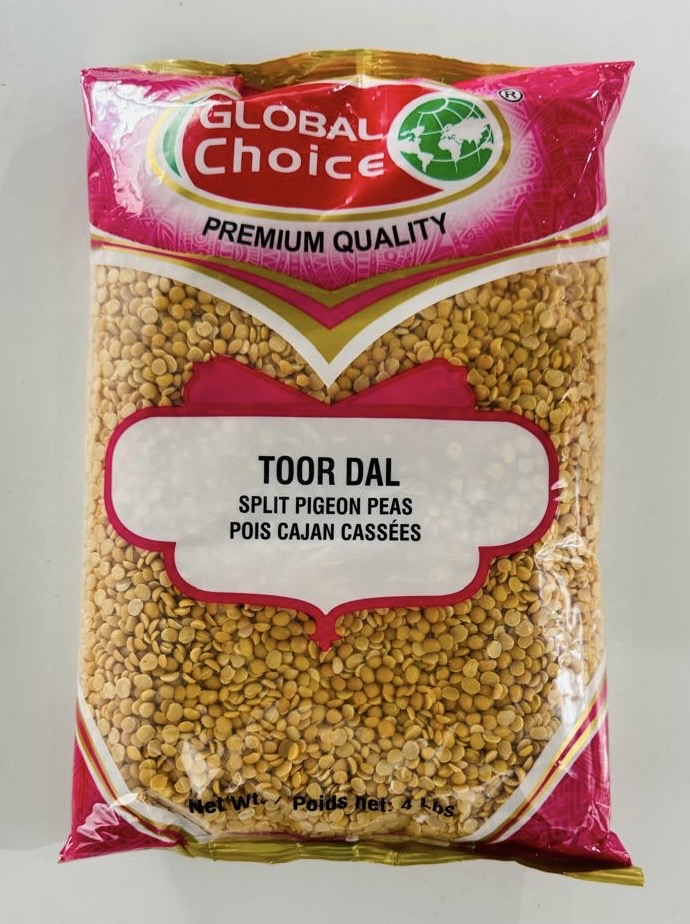 GLOBAL
Choice
®
PREMIUM QUALITY
TOOR DAL
SPLIT PIGEON PEAS
POIS CAJAN CASSÉES
Net Wt. / Poids net: 4 Lbs